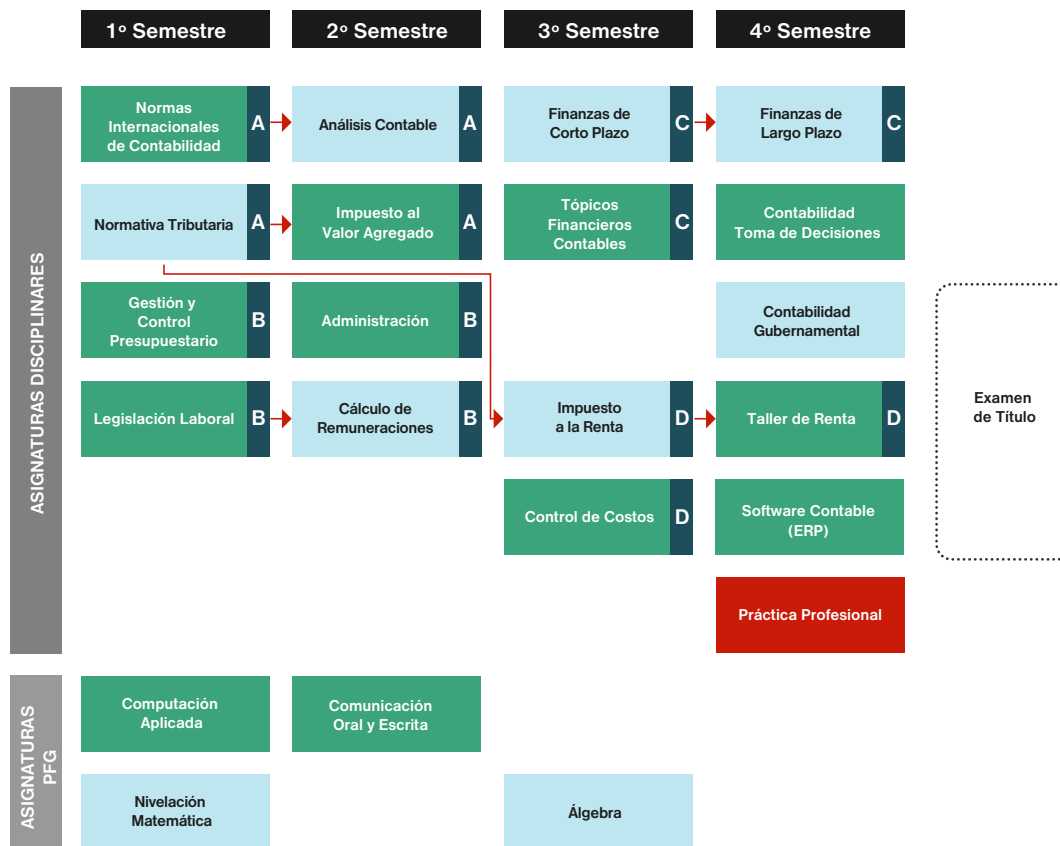 1º Semestre
2º Semestre
3º Semestre
4º Semestre
ASIGNATURAS DISCIPLINARES
Normas
Internacionales
de Contabilidad
A
Análisis Contable
A
Finanzas de
Corto Plazo
C
Finanzas de
Largo Plazo
C
Normativa Tributaria
A
Impuesto al
Valor Agregado
A
Tópicos
Financieros
Contables
C
Contabilidad
Toma de Decisiones
Gestión y
Control
Presupuestario
B
Administración
B
Contabilidad
Gubernamental
Legislación Laboral
B
Cálculo de
Remuneraciones
B
Impuesto
a la Renta
D
Taller de Renta
D
Examen
de Título
Control de Costos
D
Software Contable
(ERP)
Práctica Profesional
ASIGNATURAS
PFG
Computación
Aplicada
Comunicación
Oral y Escrita
Nivelación
Matemática
Álgebra